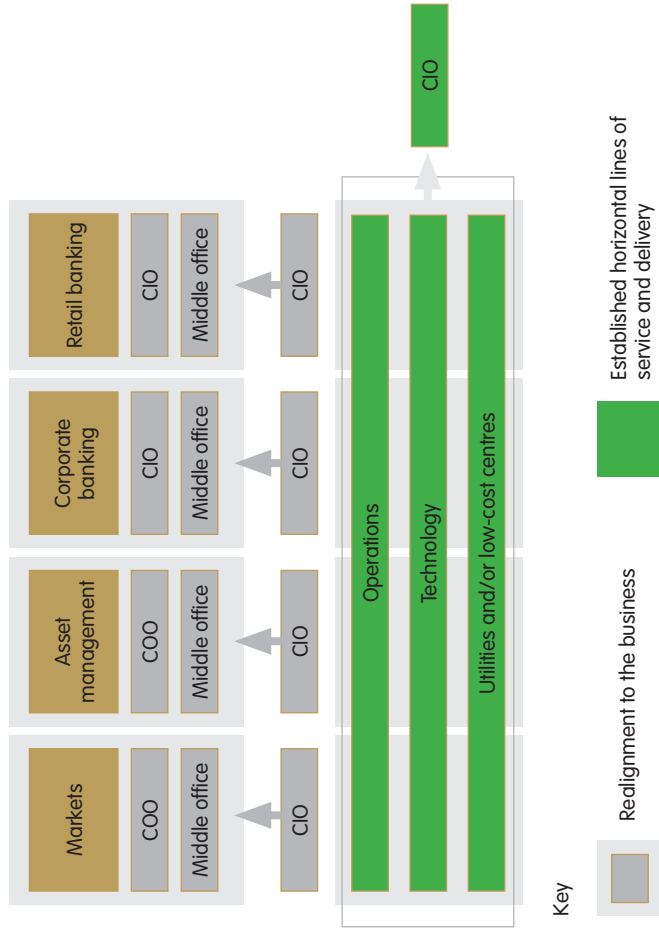 Markets
Asset
management
Corporate
banking
Retail banking
COO
COO
CIO
CIO
Middle office
Middle office
Middle office
Middle office
CIO
CIO
CIO
CIO
Operations
Technology
Utilities and/or low-cost centres
CIO
Key
Realignment to the business
Established horizontal lines of
service and delivery